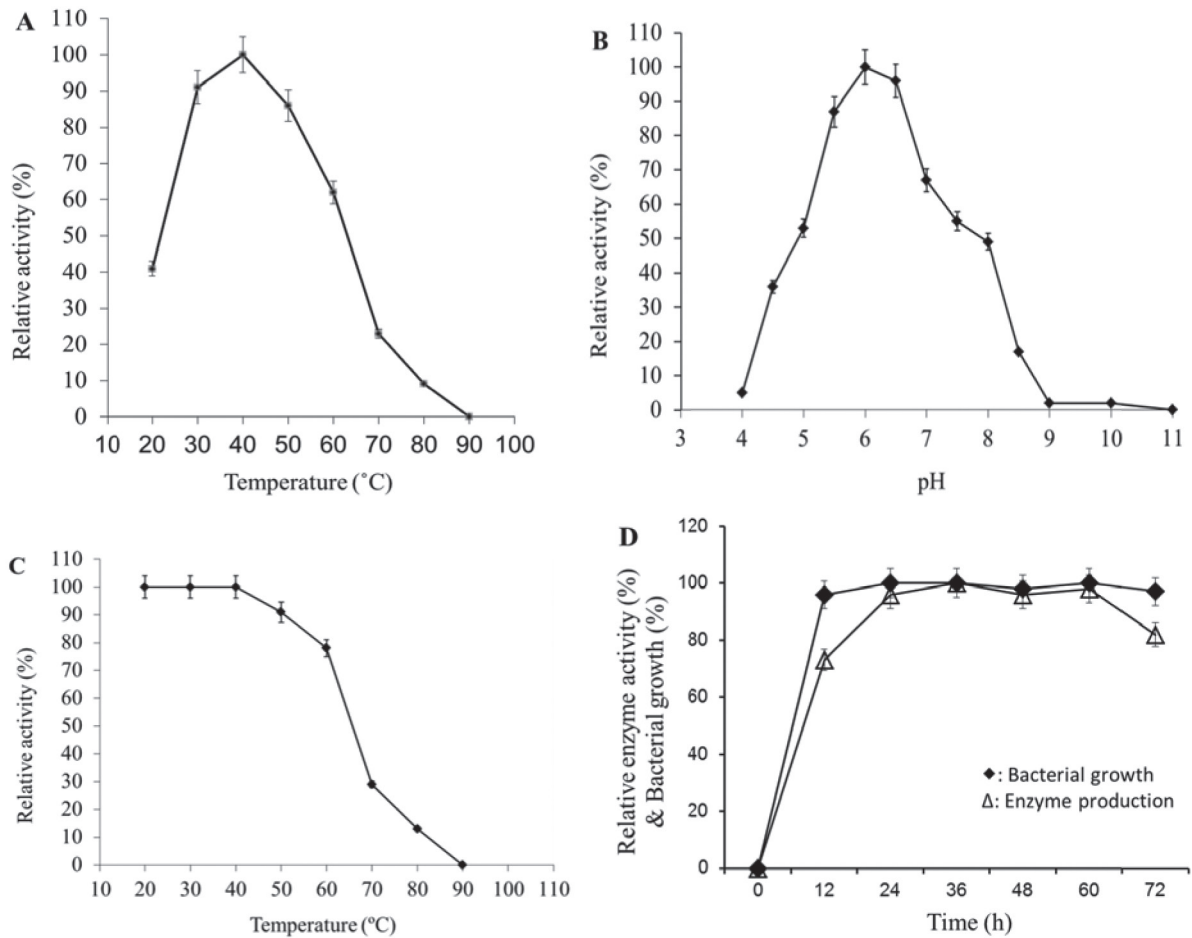 A
110
100
90
80
70
60
50
40
30
20
10
0
Relative activity (%)
10 20 30 40 50 60 70 80 90 100
Temperature (˚C)
B
110
100
90
80
70
60
50
40
30
20
10
0
Relative activity (%)
3 4 5 6 7 8 9 10 11
pH
C
110
100
90
80
70
60
50
40
30
20
10
0
Relative activity (%)
10 20 30 40 50 60 70 80 90 100 110
Temperature (ºC)
D
120
100
80
60
40
20
0
Relative enzyme activity (%)
& Bacterial growth (%)
◆: Bacterial growth
Δ: Enzyme production
0 12 24 36 48 60 72
Time (h)